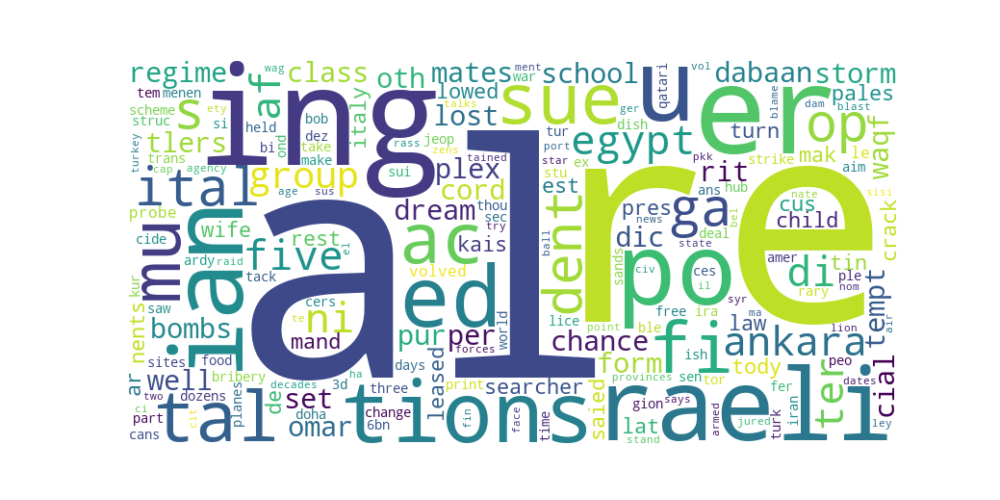 regime
wag
class
oth
mates
ment
war
school
u
vol
dabaan
storm
tem
menen
s
ing
af
italy
lowed
lost
sue
qatari
er
blame
dam
blast
pales
op
scheme
struc
ety
si
held
bob
dez
take
make
ond
bi
rass
jeop
zens
talks
tur
port
ger
dish
egypt
turn
pkk
strike
mak
le
aim
waqf
tlers
trans
cap
agency
turkey
ital
group
age
sus
sui
plex
cord
tained
star
stu
est
ex
rit
ans
hub
cus
child
nate
sisi
tin
crack
probe
cide
mu
ian
wife
ardy
raid
five
rest
el
al
dream
ac
thou
sec
try
kais
volved
ball
dent
re
pres
news
dic
ga
deal
bel
state
amer
di
ces
il
ple
nom
rary
kur
saw
nents
tack
cers
te
ni
mand
ed
world
lice
sands
civ
po
syr
free
ira
ma
law
lion
tempt
air
bombs
sites
food
pur
per
forces
chance
point
ble
fi
ish
ankara
peo
ar
well
two
dozens
bribery
planes
decades
de
set
3d
ha
three
days
leased
print
searcher
form
provinces
sen
tor
says
tody
fer
iran
dates
ter
cial
ley
ci
part
cans
tal
cit
doha
omar
change
6bn
tions
fin
face
time
saied
gion
lat
stand
raeli
armed
jured
turk